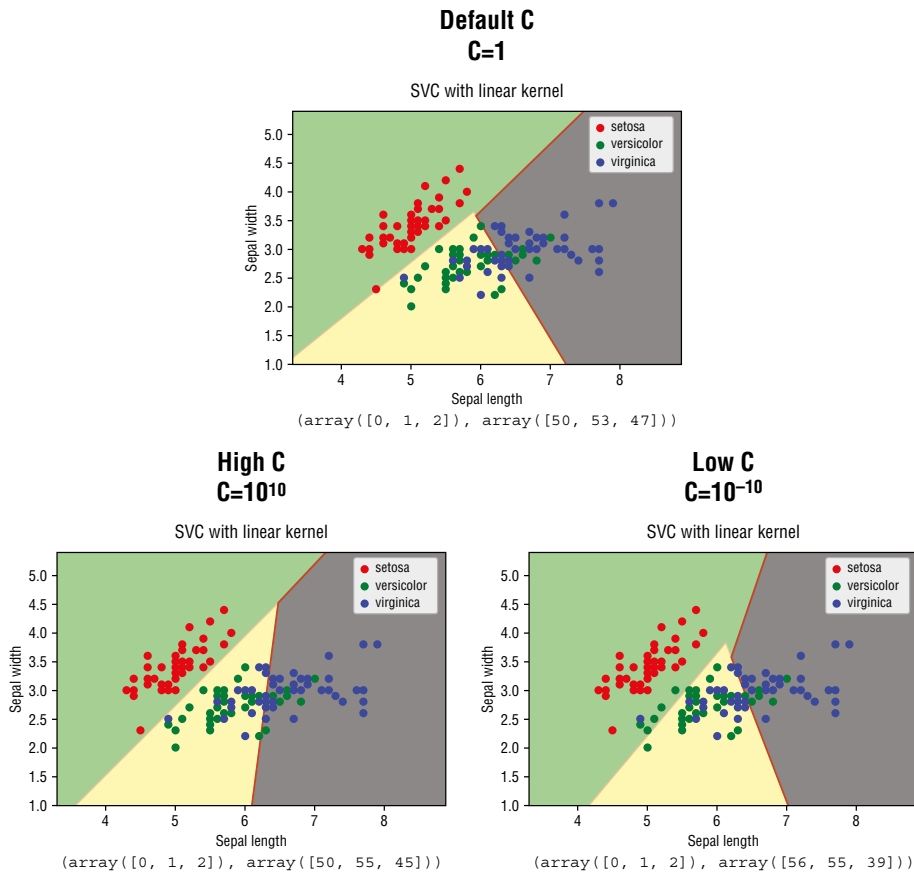 Default C
C=1
SVC with linear kernel
setosa
versicolor
virginica
5.0
4.5
4.0
3.5
3.0
2.5
2.0
1.5
1.0
Sepal width
4 5 6 7 8
Sepal length
(array([0, 1, 2]), array([50, 53, 47]))
High C
C=10¹⁰
SVC with linear kernel
setosa
versicolor
virginica
5.0
4.5
4.0
3.5
3.0
2.5
2.0
1.5
1.0
Sepal width
4 5 6 7 8
Sepal length
(array([0, 1, 2]), array([50, 55, 45]))
Low C
C=10⁻¹⁰
SVC with linear kernel
setosa
versicolor
virginica
5.0
4.5
4.0
3.5
3.0
2.5
2.0
1.5
1.0
Sepal width
4 5 6 7 8
Sepal length
(array([0, 1, 2]), array([56, 55, 39]))